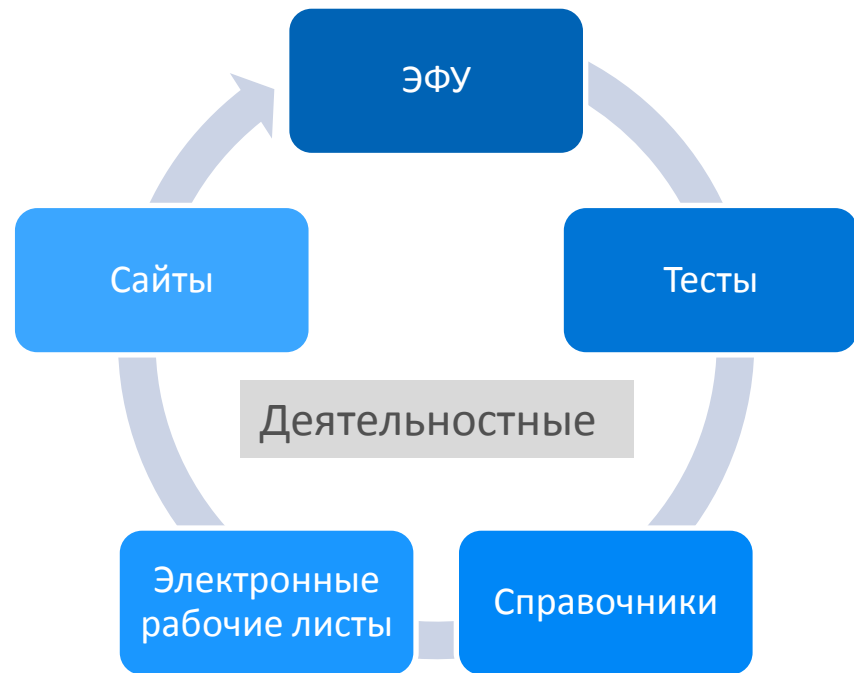 ЭФУ
Сайты
Тесты
Деятельностные
Электронные
рабочие листы
Справочники